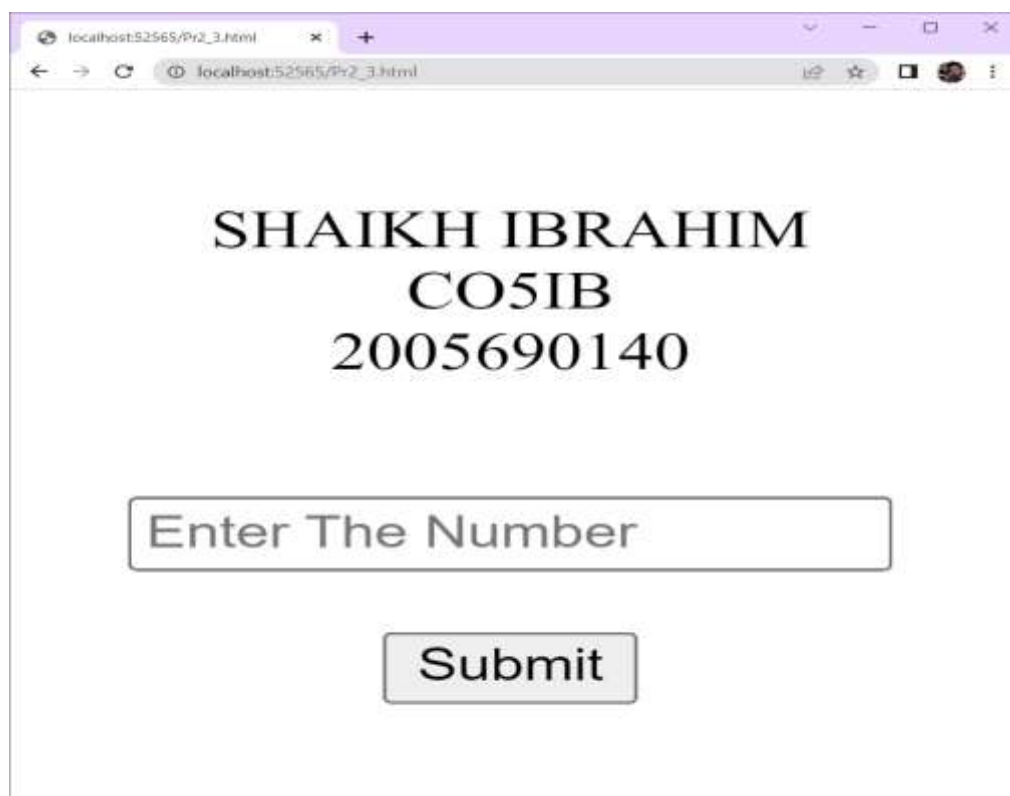 localhost:52565/Pr2_3.html
localhost:52565/Pr2_3.html
SHAIKH IBRAHIM
CO5IB
2005690140
Enter The Number
Submit